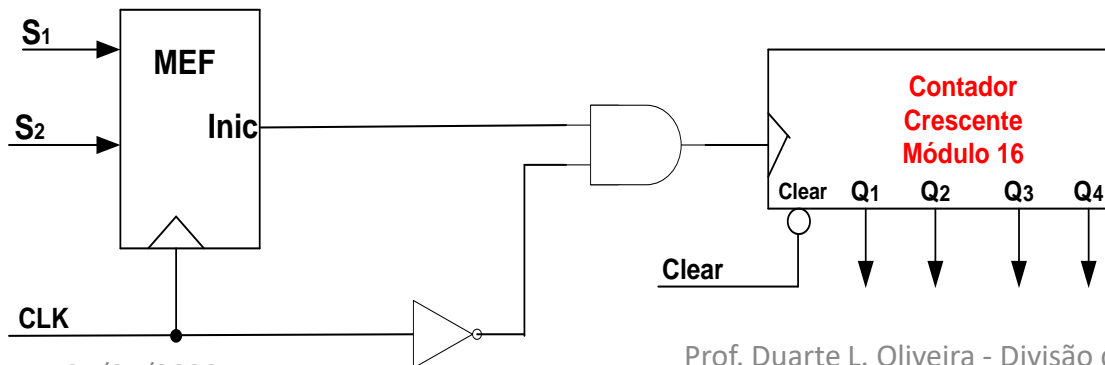 S1
MEF
S2
Inic
CLK
Contador
Crescente
Módulo 16
Clear Q1 Q2 Q3 Q4
Clear
Prof. Duarte L. Oliveira - Divisão